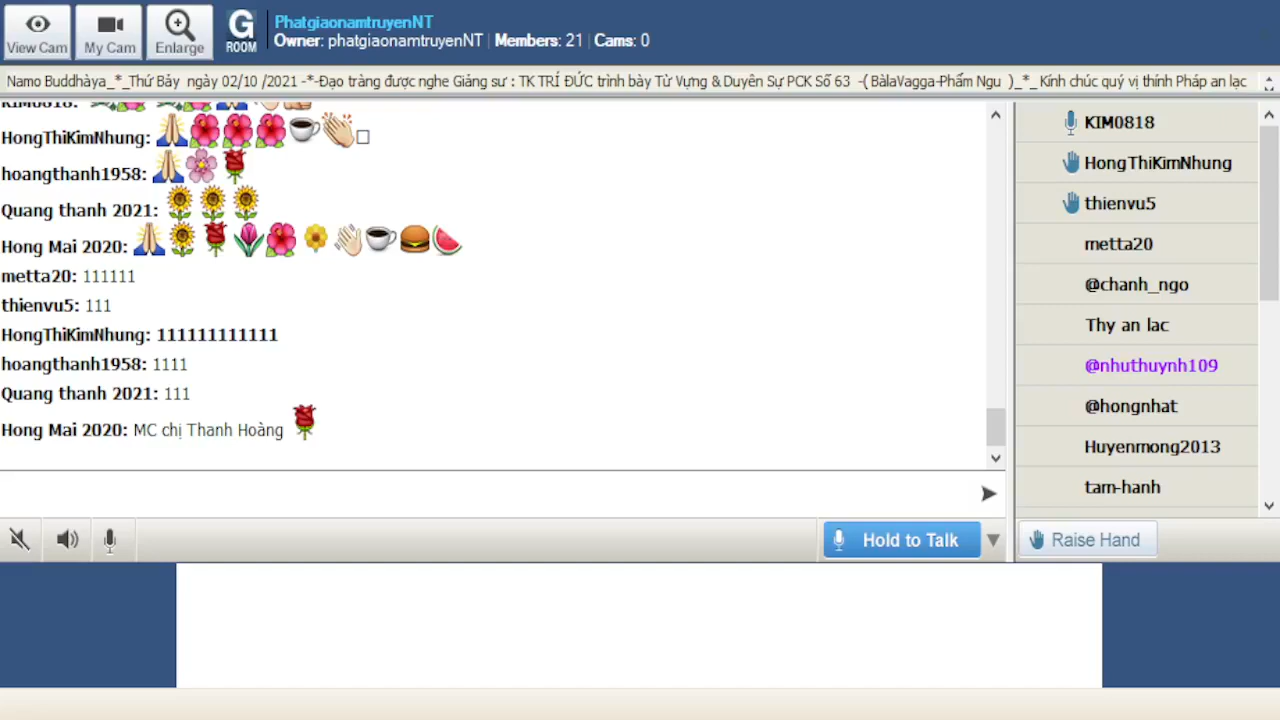 View Cam
My Cam
Enlarge
G
ROOM
PhatgiaonamtruyenNT
Owner: phatgiaonamtruyenNT | Members: 21 | Cams: 0
Namo Buddhàya_*_Thứ Bảy ngày 02/10 /2021 -*-Đạo tràng được nghe Giảng sư : TK TRÍ ĐỨC trình bày Từ Vựng & Duyên Sự PCK Số 63 -( BàlaVagga-Phẩm Ngu )_*_ Kính chúc quý vị thính Pháp an lạc
KIM0818:
HongThiKimNhung:
hoangthanh1958:
Quang thanh 2021:
Hong Mai 2020:
metta20: 111111
thienvu5: 111
HongThiKimNhung: 111111111111
hoangthanh1958: 1111
Quang thanh 2021: 111
Hong Mai 2020: MC chị Thanh Hoàng
KIM0818
HongThiKimNhung
thienvu5
metta20
@chanh_ngo
Thy an lac
@nhuthuynh109
@hongnhat
Huyenmong2013
tam-hanh
Hold to Talk
Raise Hand